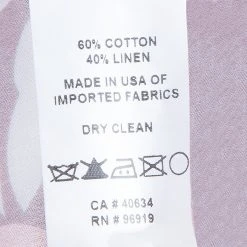 60% COTTON
40% LINEN
MADE IN USA OF
IMPORTED FABRICS
DRY CLEAN
CA # 40634
RN # 96919